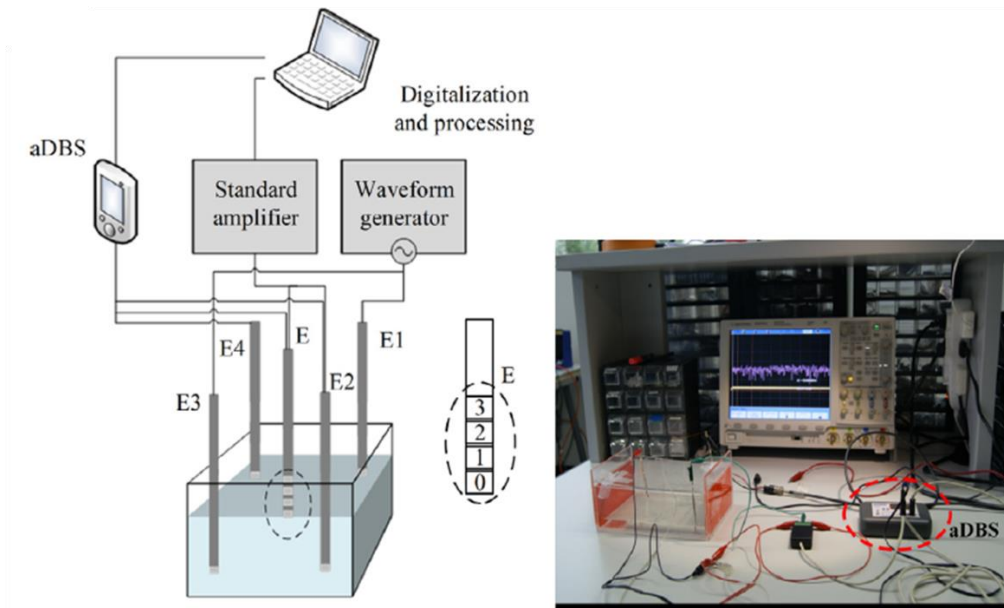 Digitalization
and processing
aDBS
Standard
amplifier
Waveform
generator
E4
E
E1
E3
E2
E
3
2
1
0
aDBS